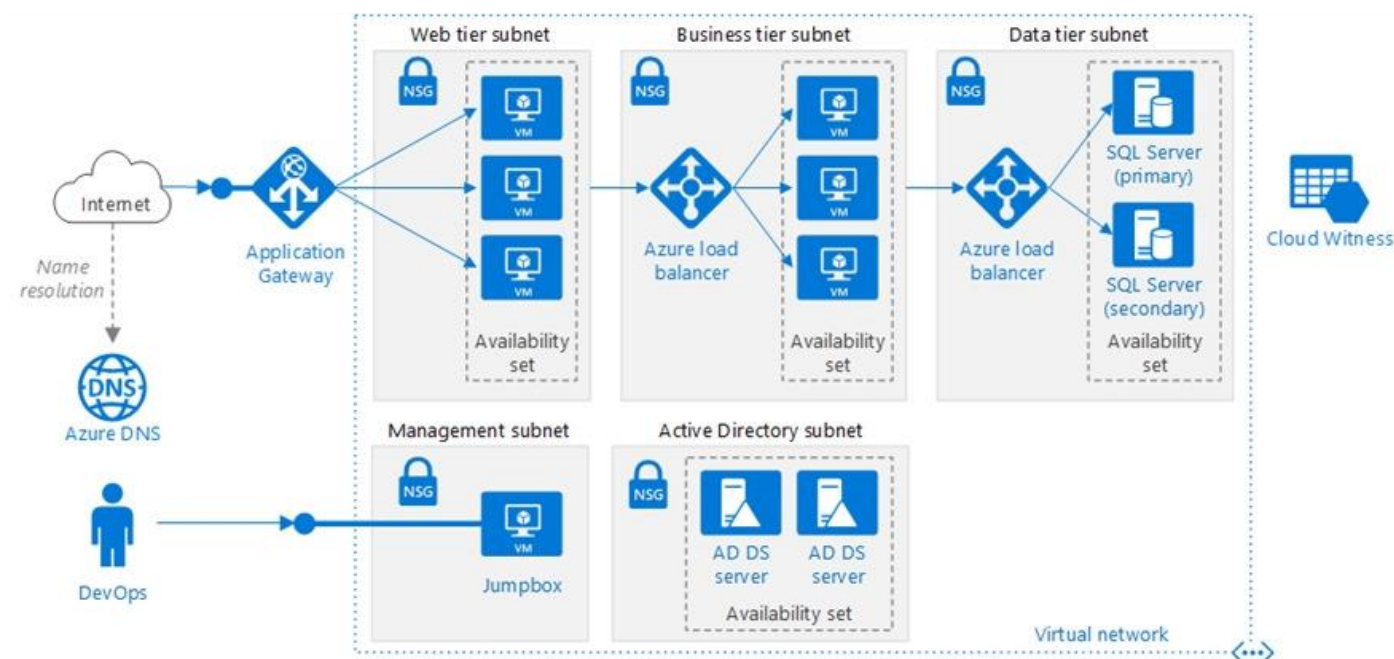 Web tier subnet
Business tier subnet
Data tier subnet
NSG
VM
VM
VM
Availability
set
NSG
Azure load
balancer
VM
VM
VM
Availability
set
NSG
Azure load
balancer
SQL Server
(primary)
SQL Server
(secondary)
Availability
set
Cloud Witness
Internet
Application
Gateway
Name
resolution
DNS
Azure DNS
Management subnet
NSG
VM
Jumpbox
Active Directory subnet
NSG
AD DS
server
AD DS
server
Availability set
DevOps
Virtual network